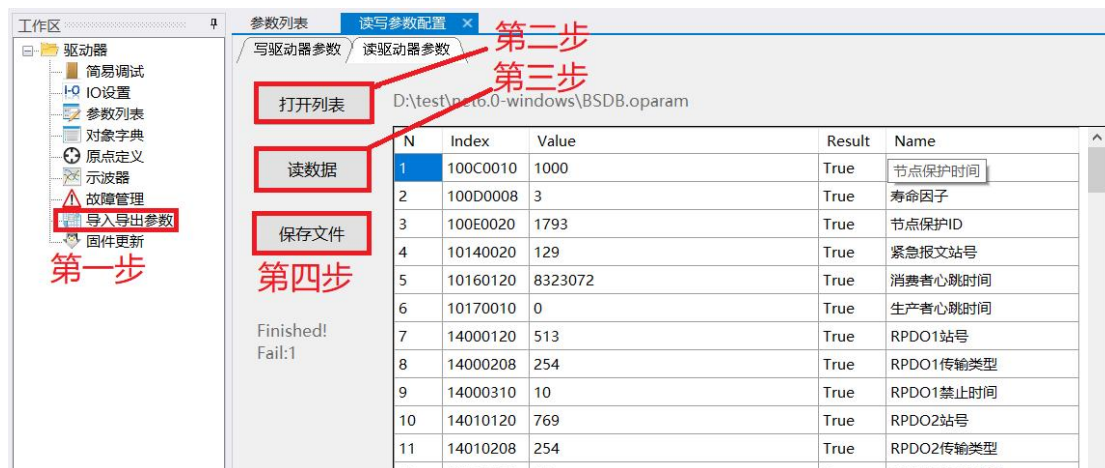 工作区
驱动器
简易调试
I-O IO设置
参数列表
对象字典
原点定义
示波器
故障管理
导入导出参数
固件更新
第一步
参数列表 读写参数配置 ×
写驱动器参数 读驱动器参数
第二步
第三步
打开列表
读数据
保存文件
第四步
Finished!
Fail:1
D:\test\net6.0-windows\BSDB.oparam
N Index Value Result Name
1 100C0010 1000 True 节点保护时间
2 100D0008 3 True 寿命因子
3 100E0020 1793 True 节点保护ID
4 10140020 129 True 紧急报文站号
5 10160120 8323072 True 消费者心跳时间
6 10170010 0 True 生产者心跳时间
7 14000120 513 True RPDO1站号
8 14000208 254 True RPDO1传输类型
9 14000310 10 True RPDO1禁止时间
10 14010120 769 True RPDO2站号
11 14010208 254 True RPDO2传输类型